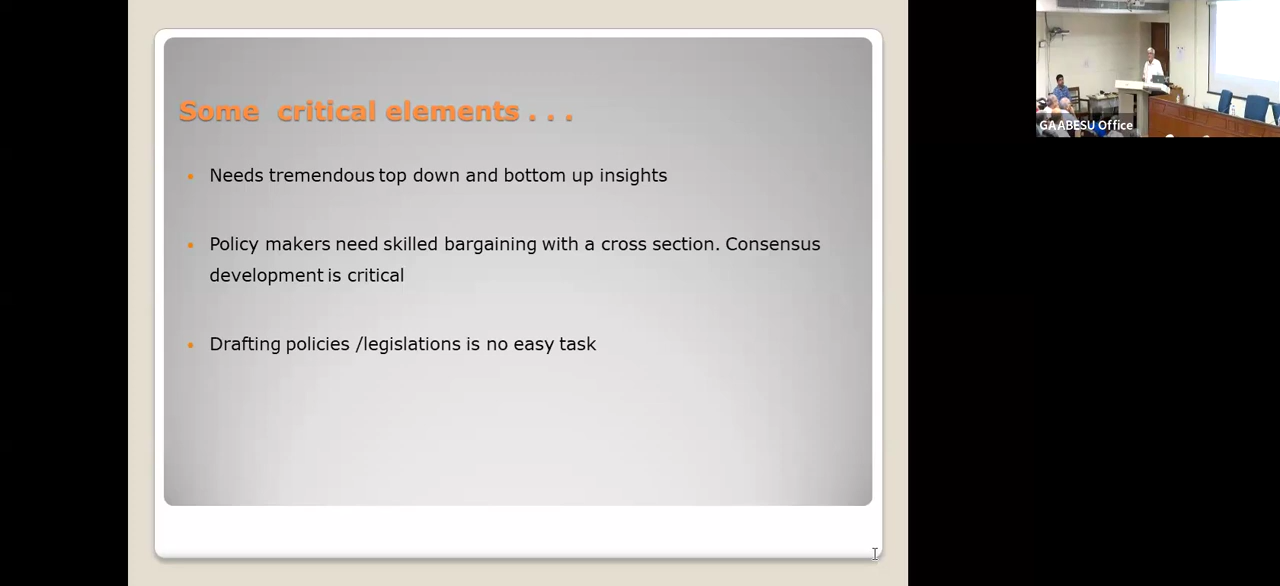 Some critical elements . . .
Needs tremendous top down and bottom up insights
Policy makers need skilled bargaining with a cross section. Consensus
development is critical
Drafting policies /legislations is no easy task
GAABESU Office